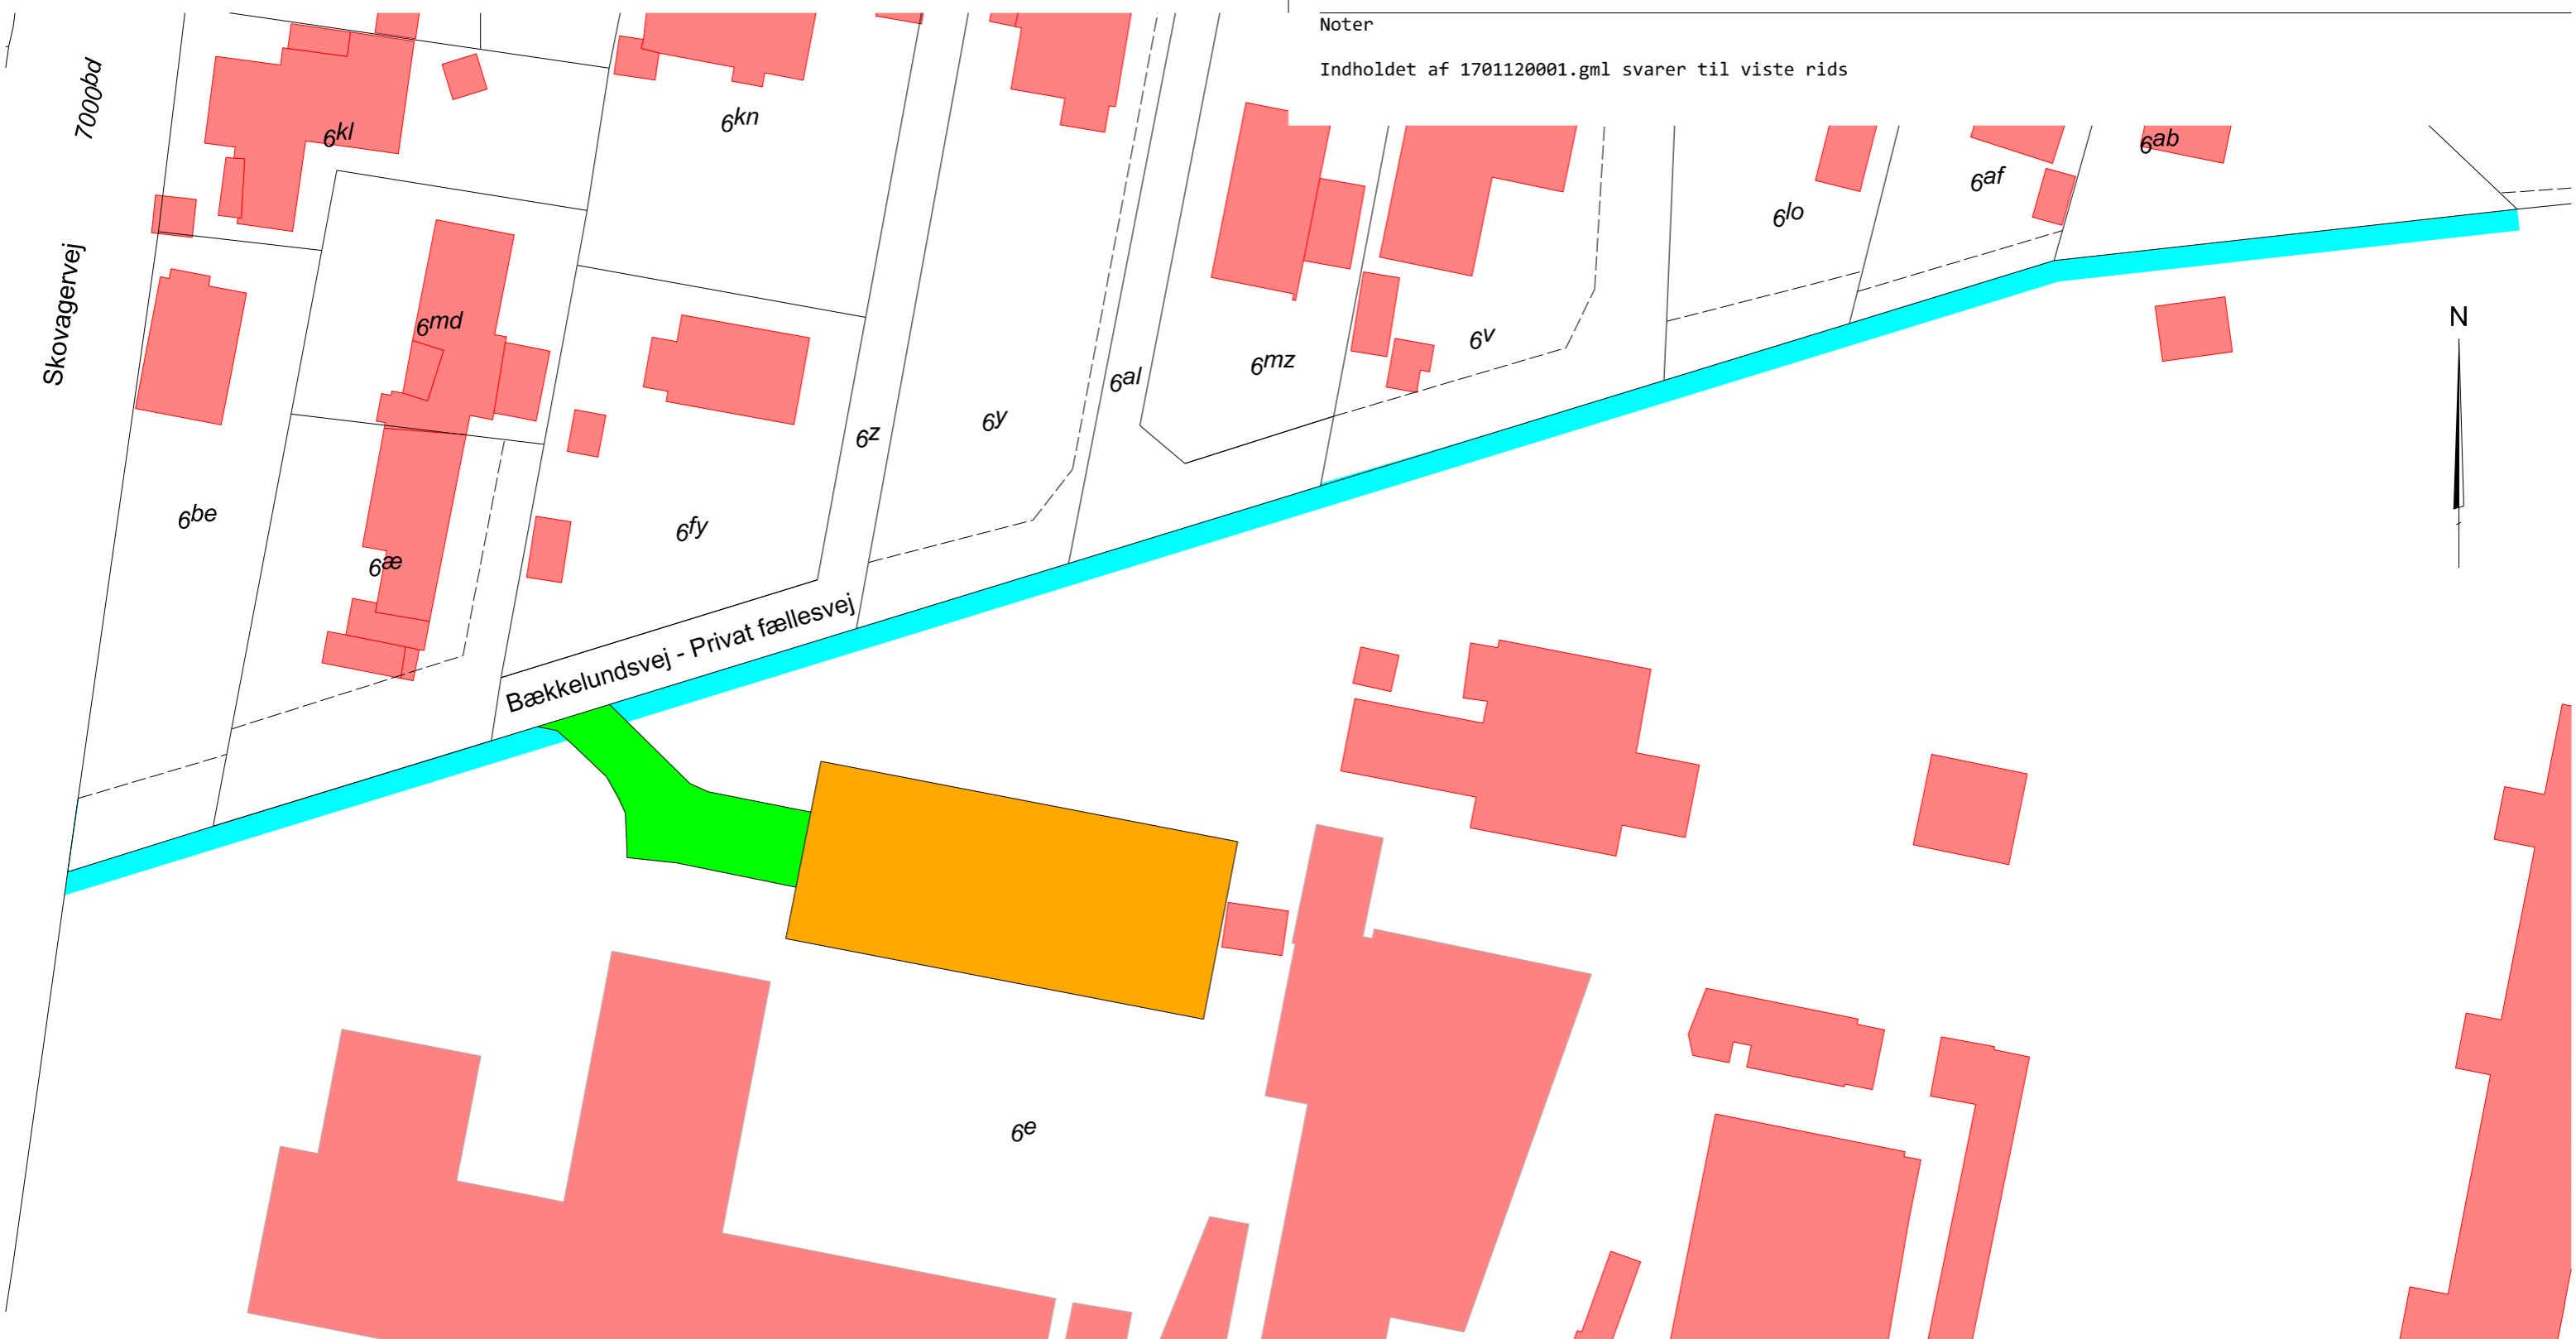 Noter
Indholdet af 1701120001.gml svarer til viste rids
7000bd
6kl
6kn
6ab
6af
6lo
Skovagervej
6md
N
6v
6mz
6al
6y
6z
6be
6fy
6æ
Bækkelundsvej - Privat fællesvej
6e